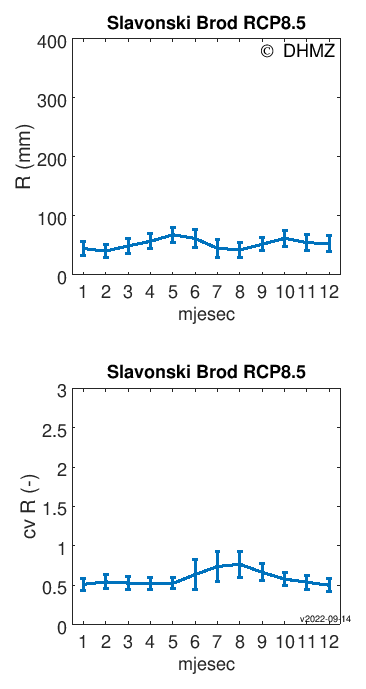 Slavonski Brod RCP8.5
© DHMZ
400
300
200
100
0
R (mm)
1 2 3 4 5 6 7 8 9 10 11 12
mjesec
Slavonski Brod RCP8.5
3
2.5
2
1.5
1
0.5
0
cv R (-)
v2022-09-14
1 2 3 4 5 6 7 8 9 10 11 12
mjesec